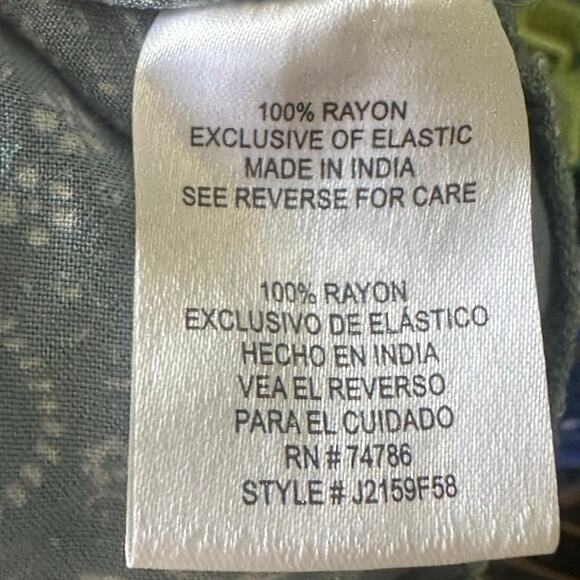 100% RAYON
EXCLUSIVE OF ELASTIC
MADE IN INDIA
SEE REVERSE FOR CARE
100% RAYON
EXCLUSIVO DE ELÁSTICO
HECHO EN INDIA
VEA EL REVERSO
PARA EL CUIDADO
RN # 74786
STYLE # J2159F58